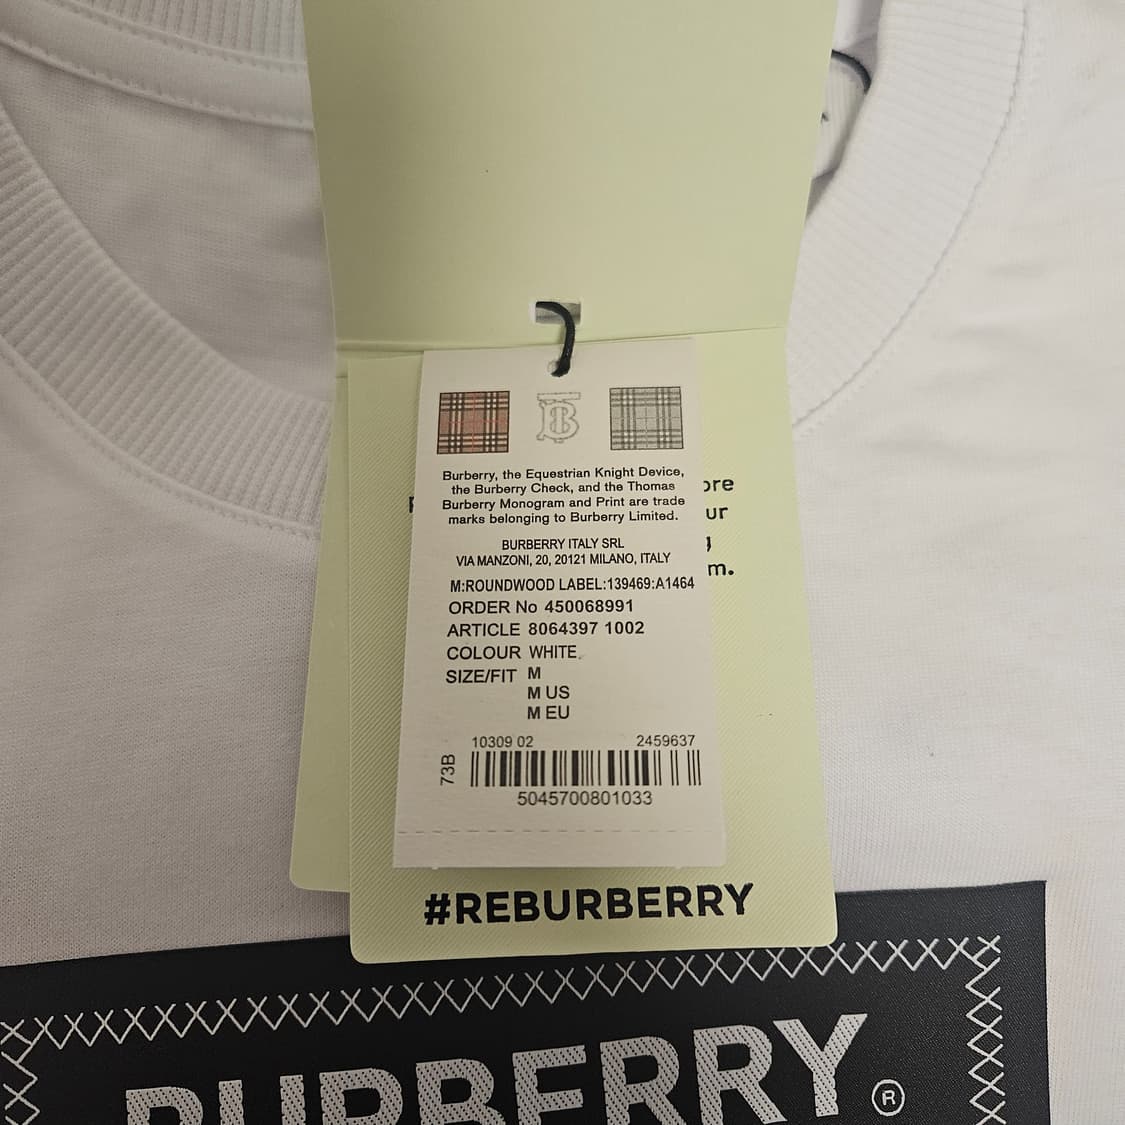 Burberry, the Equestrian Knight Device,
the Burberry Check, and the Thomas
Burberry Monogram and Print are trade
marks belonging to Burberry Limited.
BURBERRY ITALY SRL
VIA MANZONI, 20, 20121 MILANO, ITALY
M:ROUNDWOOD LABEL:139469:A1464
ORDER No 450068991
ARTICLE 8064397 1002
COLOUR WHITE
SIZE/FIT M
M US
M EU
10309 02 2459637
73B
5045700801033
#REBURBERRY
BURBERRY ®